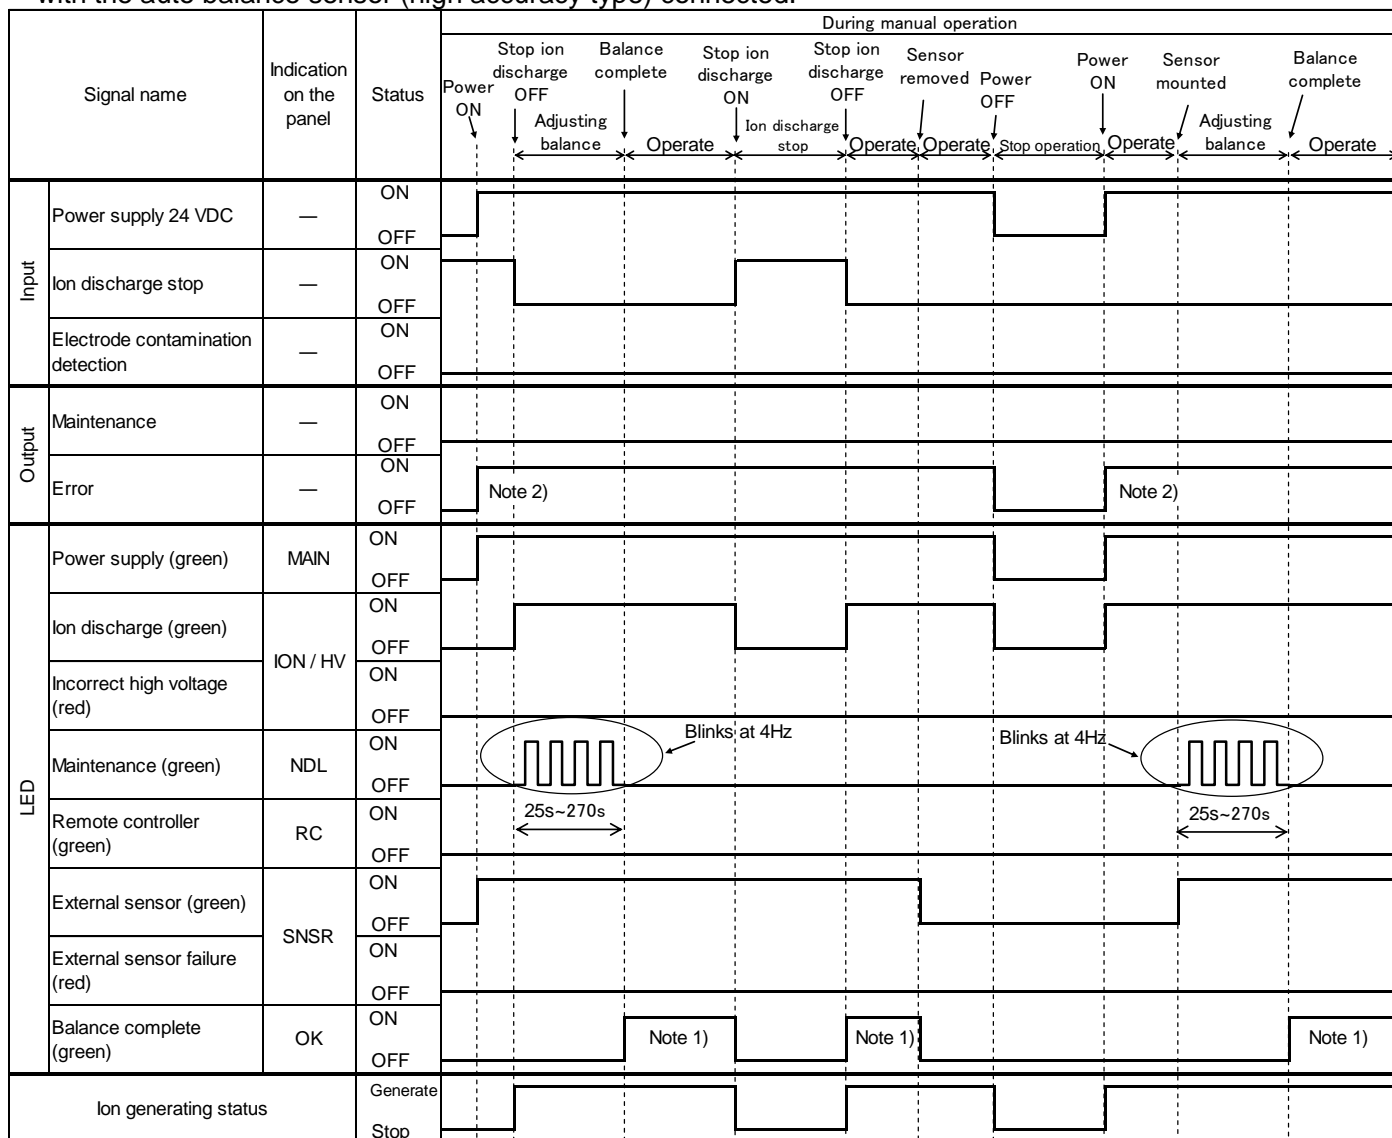 with the auto balance sensor (high accuracy type) connected.
During manual operation
Signal name
Indication
on the
panel
Status
Power
ON
Stop ion
discharge
OFF
Balance
complete
Stop ion
discharge
ON
Stop ion
discharge
OFF
Sensor
removed
Power
OFF
Power
ON
Sensor
mounted
Balance
complete
Adjusting
balance
Operate
Ion discharge
stop
Operate
Operate
Stop operation
Operate
Adjusting
balance
Operate
Input
Power supply 24 VDC
—
ON
OFF
Ion discharge stop
—
ON
OFF
Electrode contamination
detection
—
ON
OFF
Output
Maintenance
—
ON
OFF
Error
—
ON
OFF
Note 2)
Note 2)
LED
Power supply (green)
MAIN
ON
OFF
Ion discharge (green)
ION / HV
ON
OFF
Incorrect high voltage
(red)
ON
OFF
Maintenance (green)
NDL
ON
OFF
Blinks at 4Hz
Blinks at 4Hz
25s~270s
25s~270s
Remote controller
(green)
RC
ON
OFF
External sensor (green)
SNSR
ON
OFF
External sensor failure
(red)
ON
OFF
Balance complete
(green)
OK
ON
OFF
Note 1)
Note 1)
Note 1)
Ion generating status
Generate
Stop